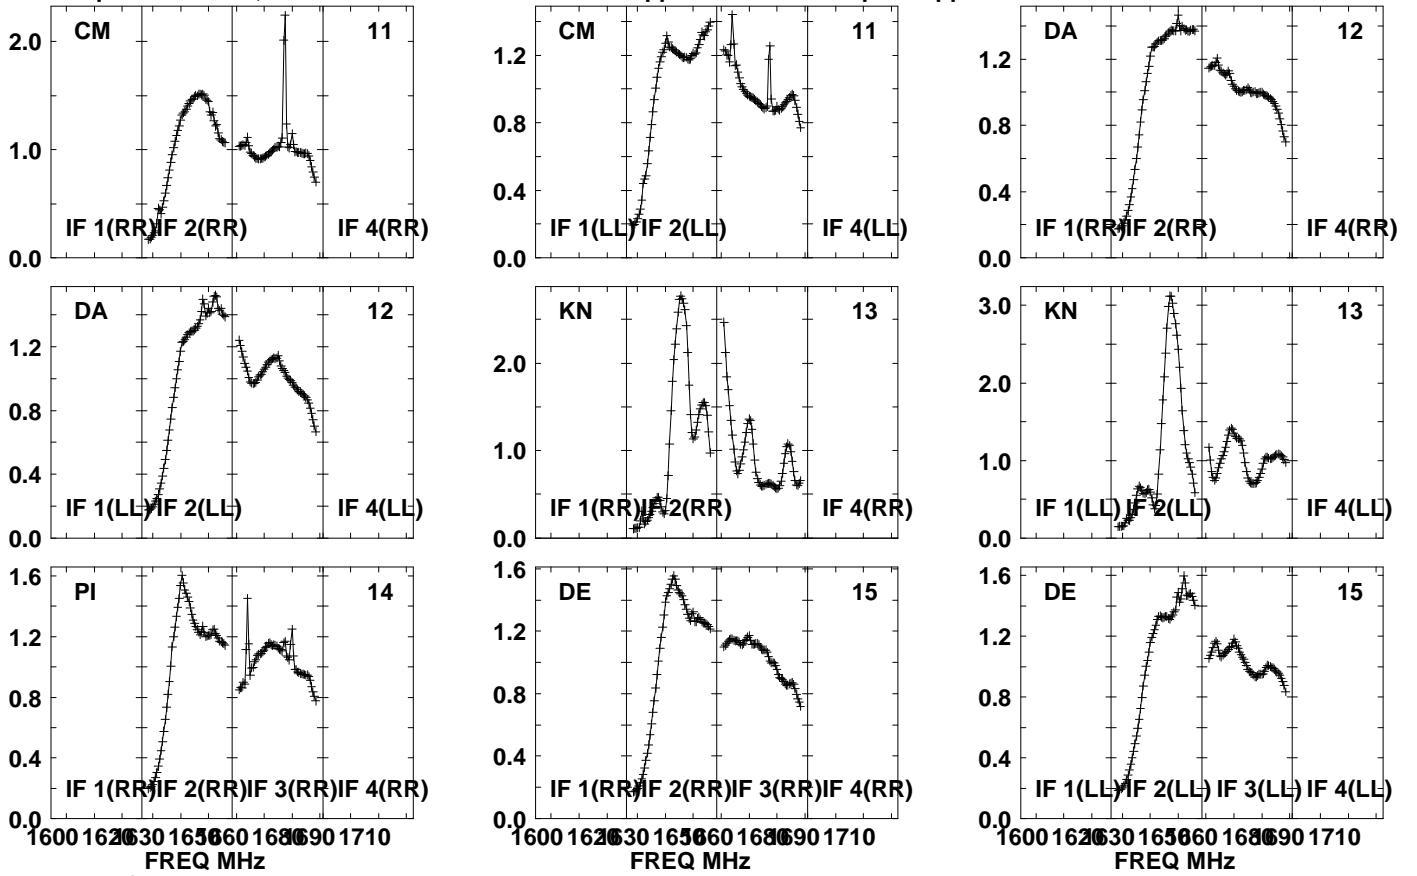 CM 11 CM 11 DA 12
2.0 1.2 1.2
1.0 0.8 0.8
0.4 0.4
IF 1(RR) IF 2(RR) IF 4(RR) IF 1(LL) IF 2(LL) IF 4(LL) IF 1(RR) IF 2(RR) IF 4(RR)
0.0 0.0 0.0
DA 12 KN 13 KN 13
1.2 2.0 3.0
0.8 1.0 2.0
0.4 1.0
IF 1(LL) IF 2(LL) IF 4(LL) IF 1(RR) IF 2(RR) IF 4(RR) IF 1(LL) IF 2(LL) IF 4(LL)
0.0 0.0 0.0
1.6 1.6 1.6
PI 14 DE 15 DE 15
1.2 1.2 1.2
0.8 0.8 0.8
0.4 0.4 0.4
IF 1(RR) IF 2(RR) IF 3(RR) IF 4(RR) IF 1(RR) IF 2(RR) IF 3(RR) IF 4(RR) IF 1(LL) IF 2(LL) IF 3(LL) IF 4(LL)
0.0 0.0 0.0
1600 1630 1690 1710 1600 1630 1690 1710 1600 1630 1690 1710
FREQ MHz FREQ MHz FREQ MHz